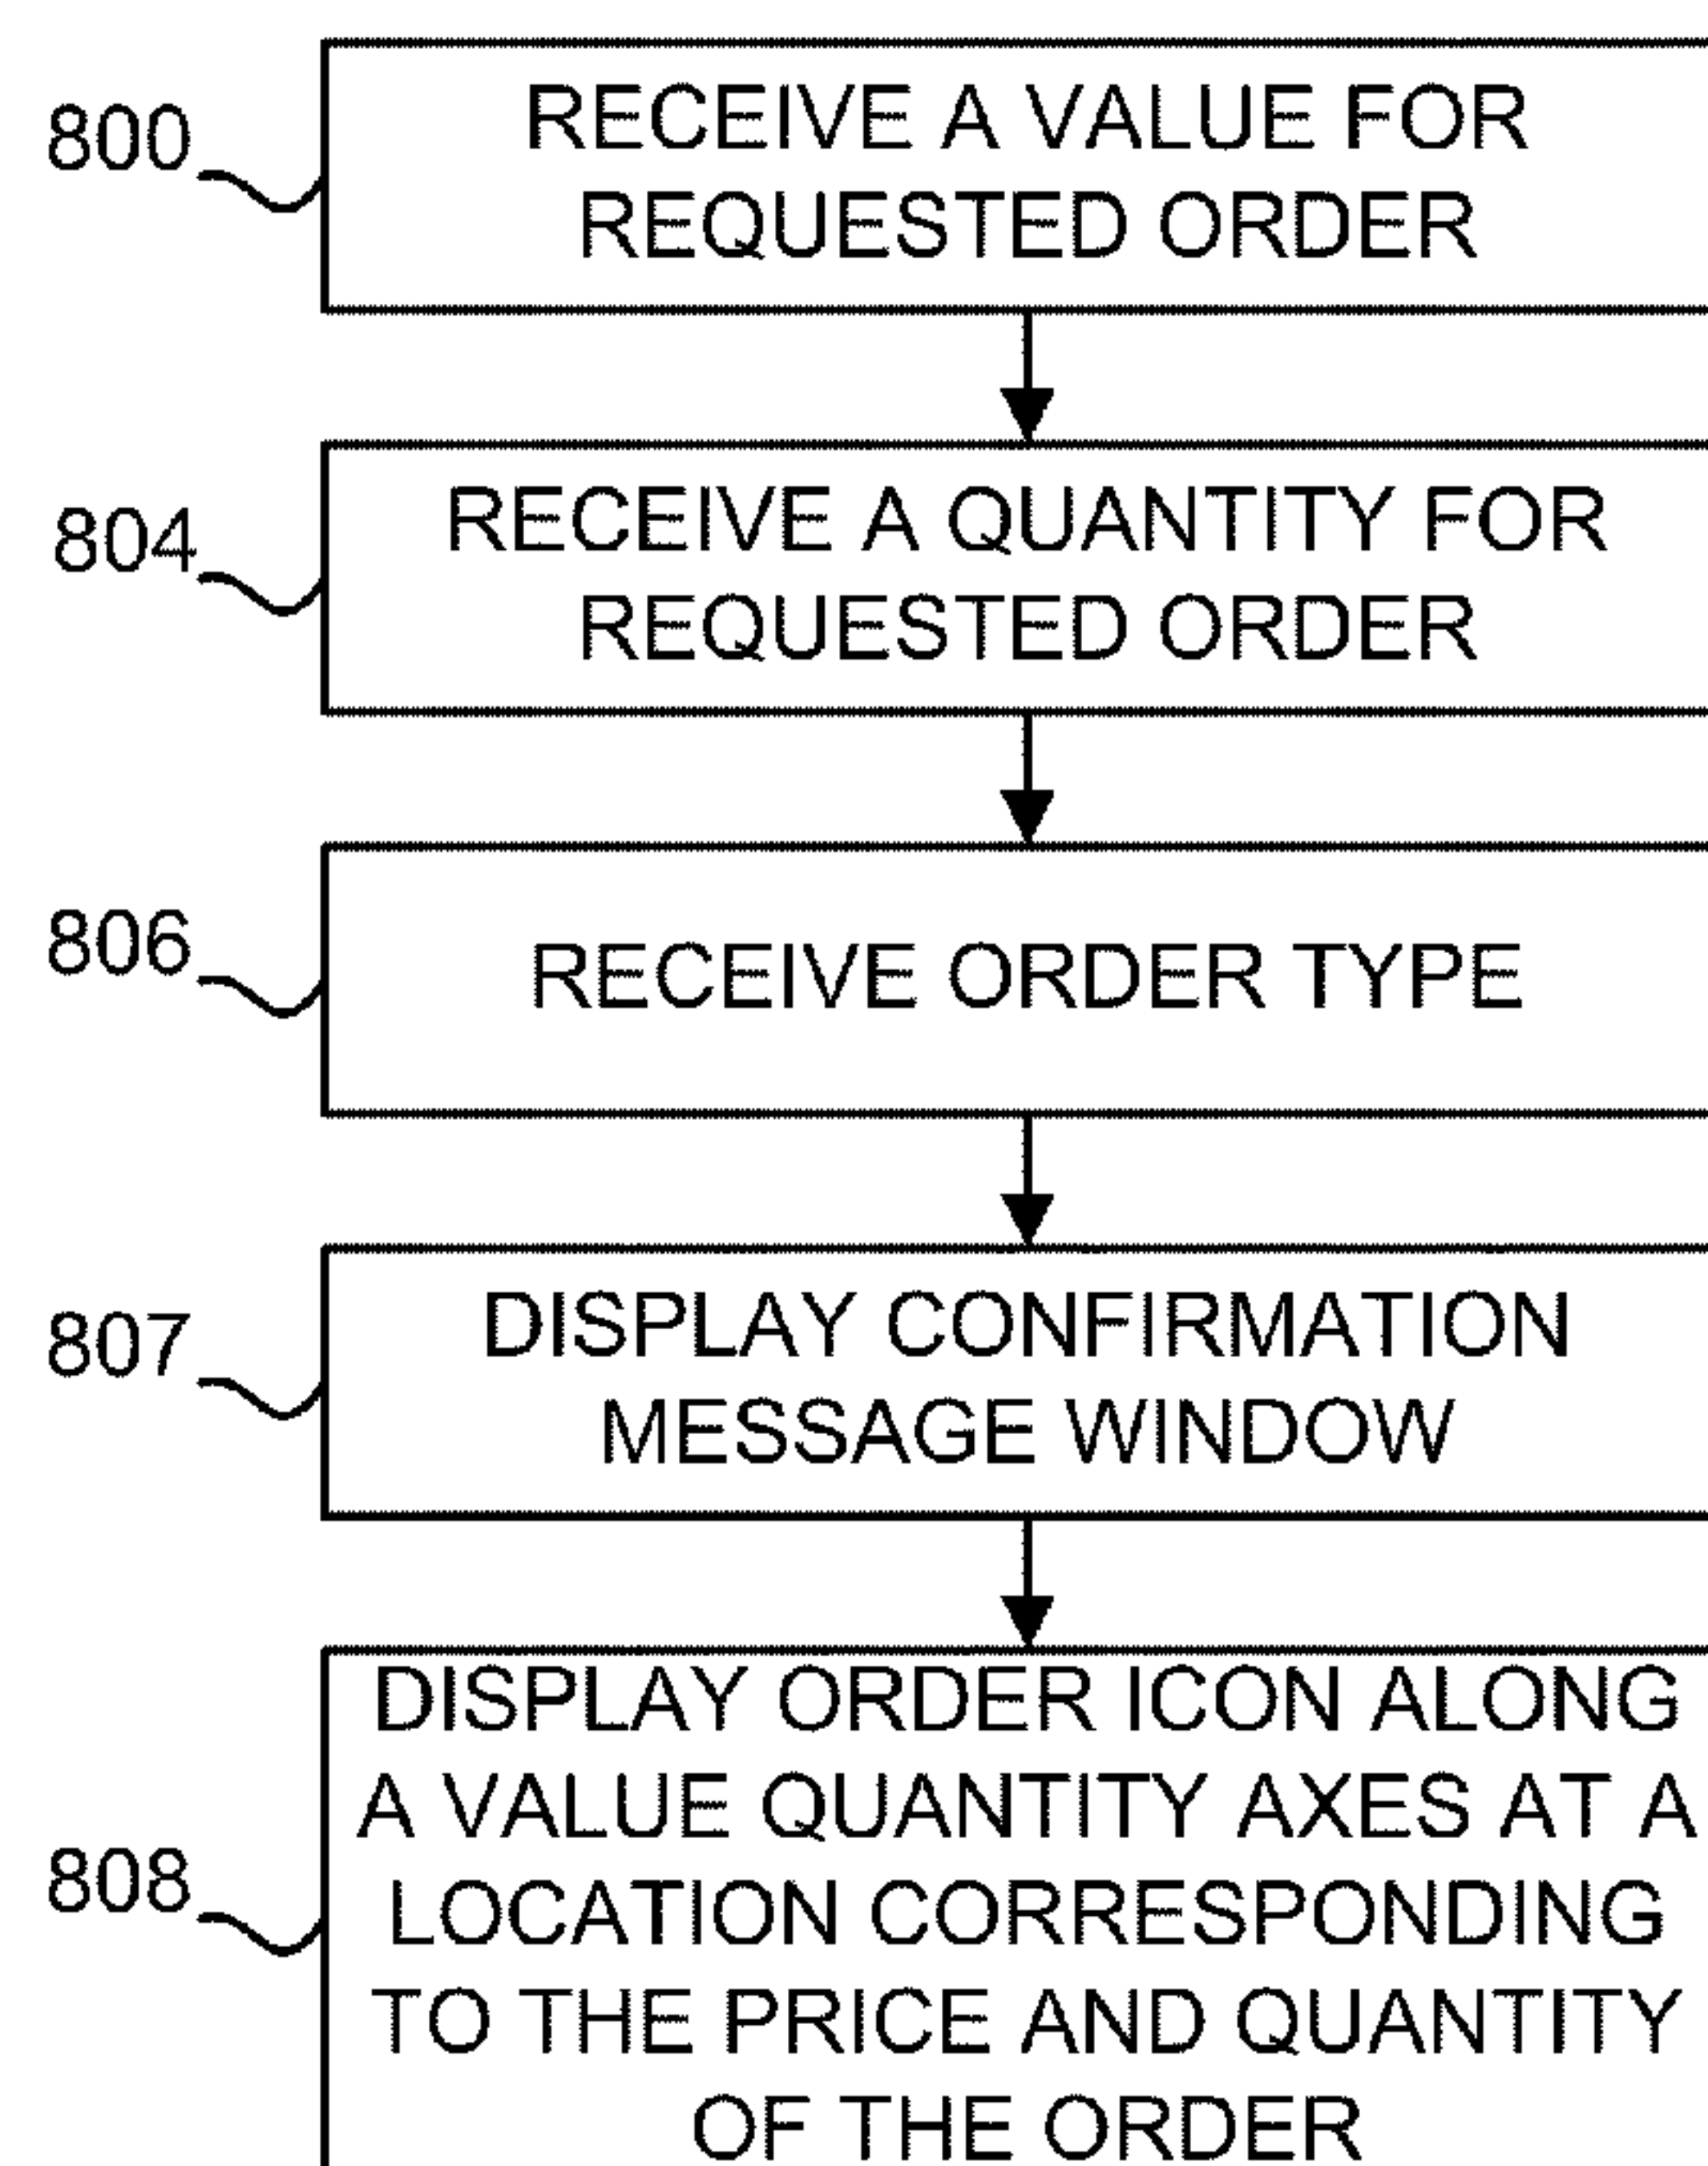 800
RECEIVE A VALUE FOR
REQUESTED ORDER
804
RECEIVE A QUANTITY FOR
REQUESTED ORDER
806
RECEIVE ORDER TYPE
807
DISPLAY CONFIRMATION
MESSAGE WINDOW
808
DISPLAY ORDER ICON ALONG
A VALUE QUANTITY AXES AT A
LOCATION CORRESPONDING
TO THE PRICE AND QUANTITY
OF THE ORDER